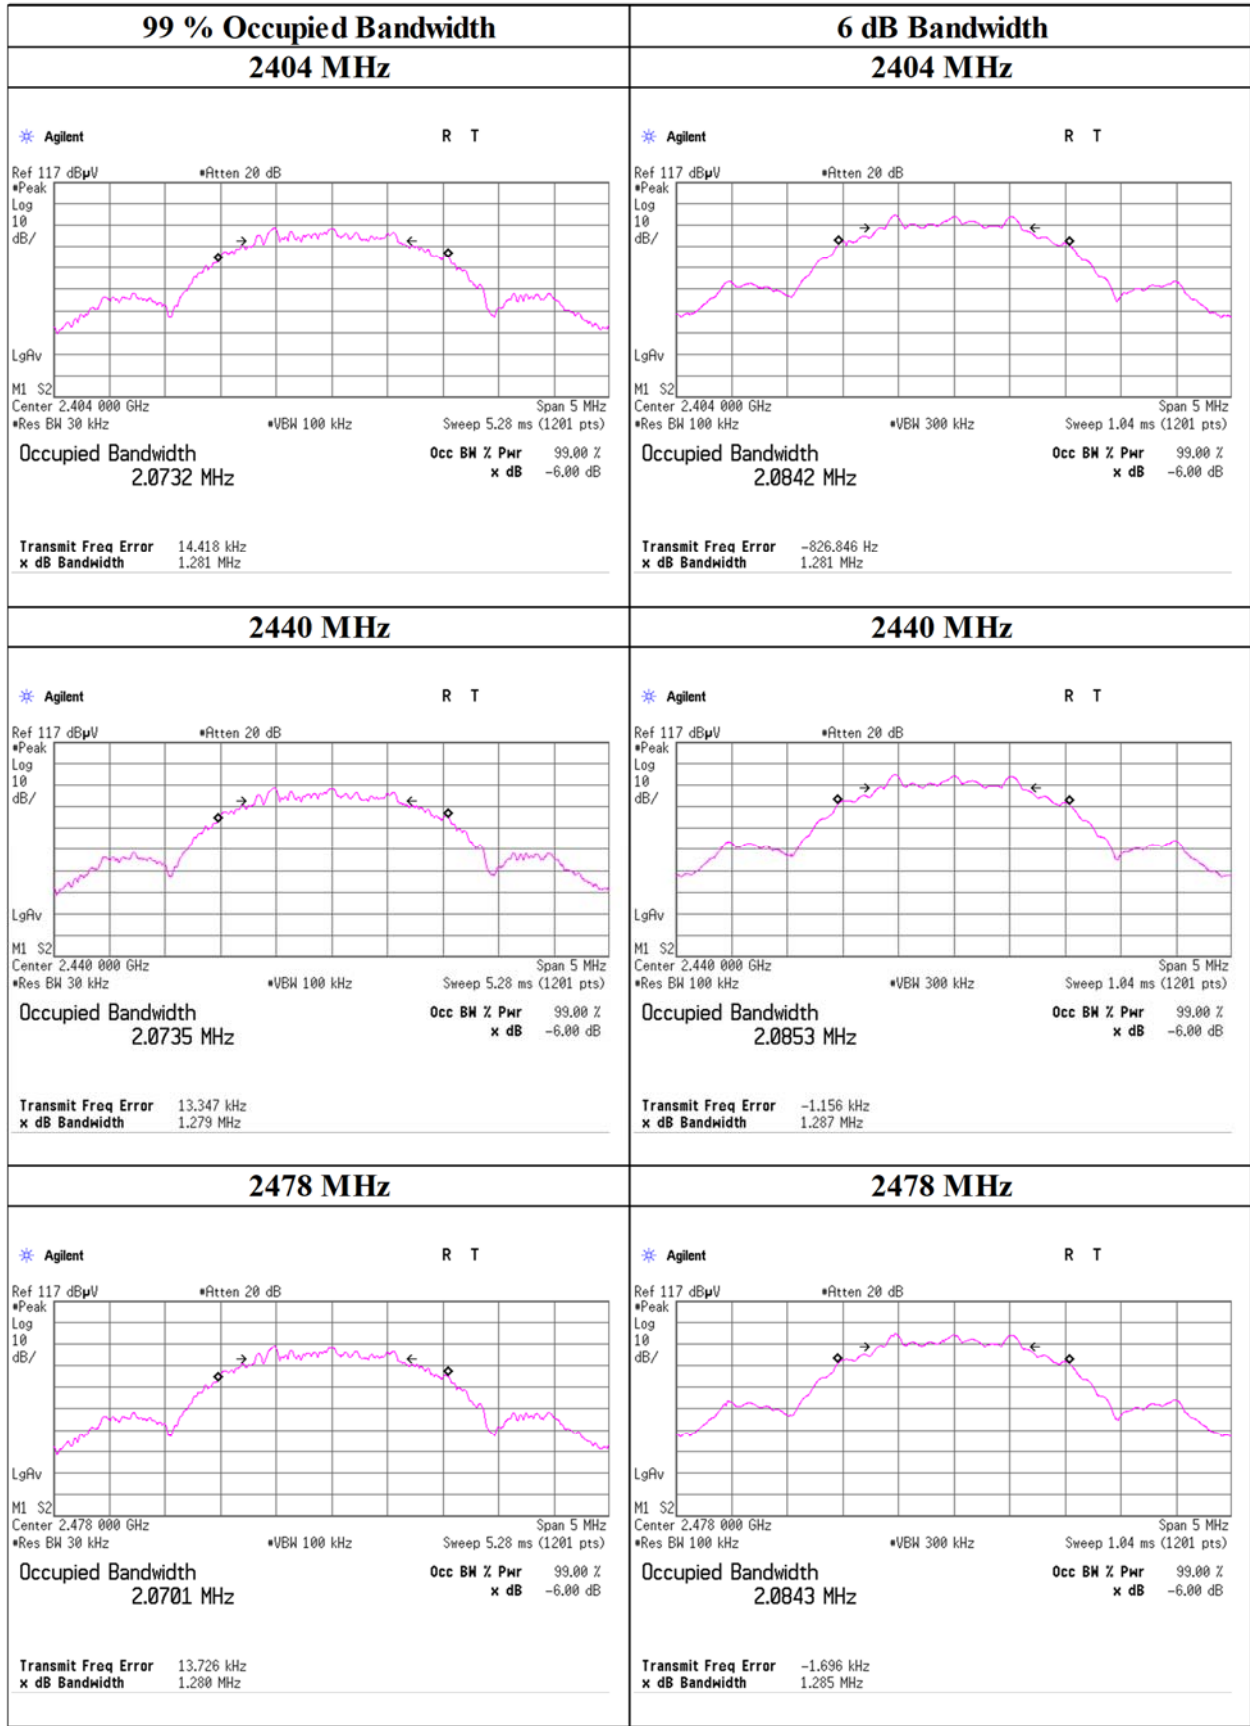 99 % Occupied Bandwidth
6 dB Bandwidth
2404 MHz
2404 MHz
Agilent R T
Ref 117 dBµV *Atten 20 dB
*Peak
Log
10
dB/
LgAv
M1 S2
Center 2.404 000 GHz Span 5 MHz
*Res BW 30 kHz *VBW 100 kHz Sweep 5.28 ms (1201 pts)
Occupied Bandwidth Occ BW % Pwr 99.00 %
2.0732 MHz x dB -6.00 dB
Transmit Freq Error 14.418 kHz
x dB Bandwidth 1.281 MHz
Agilent R T
Ref 117 dBµV *Atten 20 dB
*Peak
Log
10
dB/
LgAv
M1 S2
Center 2.404 000 GHz Span 5 MHz
*Res BW 100 kHz *VBW 300 kHz Sweep 1.04 ms (1201 pts)
Occupied Bandwidth Occ BW % Pwr 99.00 %
2.0842 MHz x dB -6.00 dB
Transmit Freq Error -826.846 Hz
x dB Bandwidth 1.281 MHz
2440 MHz
2440 MHz
Agilent R T
Ref 117 dBµV *Atten 20 dB
*Peak
Log
10
dB/
LgAv
M1 S2
Center 2.440 000 GHz Span 5 MHz
*Res BW 30 kHz *VBW 100 kHz Sweep 5.28 ms (1201 pts)
Occupied Bandwidth Occ BW % Pwr 99.00 %
2.0735 MHz x dB -6.00 dB
Transmit Freq Error 13.347 kHz
x dB Bandwidth 1.279 MHz
Agilent R T
Ref 117 dBµV *Atten 20 dB
*Peak
Log
10
dB/
LgAv
M1 S2
Center 2.440 000 GHz Span 5 MHz
*Res BW 100 kHz *VBW 300 kHz Sweep 1.04 ms (1201 pts)
Occupied Bandwidth Occ BW % Pwr 99.00 %
2.0853 MHz x dB -6.00 dB
Transmit Freq Error -1.156 kHz
x dB Bandwidth 1.287 MHz
2478 MHz
2478 MHz
Agilent R T
Ref 117 dBµV *Atten 20 dB
*Peak
Log
10
dB/
LgAv
M1 S2
Center 2.478 000 GHz Span 5 MHz
*Res BW 30 kHz *VBW 100 kHz Sweep 5.28 ms (1201 pts)
Occupied Bandwidth Occ BW % Pwr 99.00 %
2.0701 MHz x dB -6.00 dB
Transmit Freq Error 13.726 kHz
x dB Bandwidth 1.280 MHz
Agilent R T
Ref 117 dBµV *Atten 20 dB
*Peak
Log
10
dB/
LgAv
M1 S2
Center 2.478 000 GHz Span 5 MHz
*Res BW 100 kHz *VBW 300 kHz Sweep 1.04 ms (1201 pts)
Occupied Bandwidth Occ BW % Pwr 99.00 %
2.0843 MHz x dB -6.00 dB
Transmit Freq Error -1.696 kHz
x dB Bandwidth 1.285 MHz